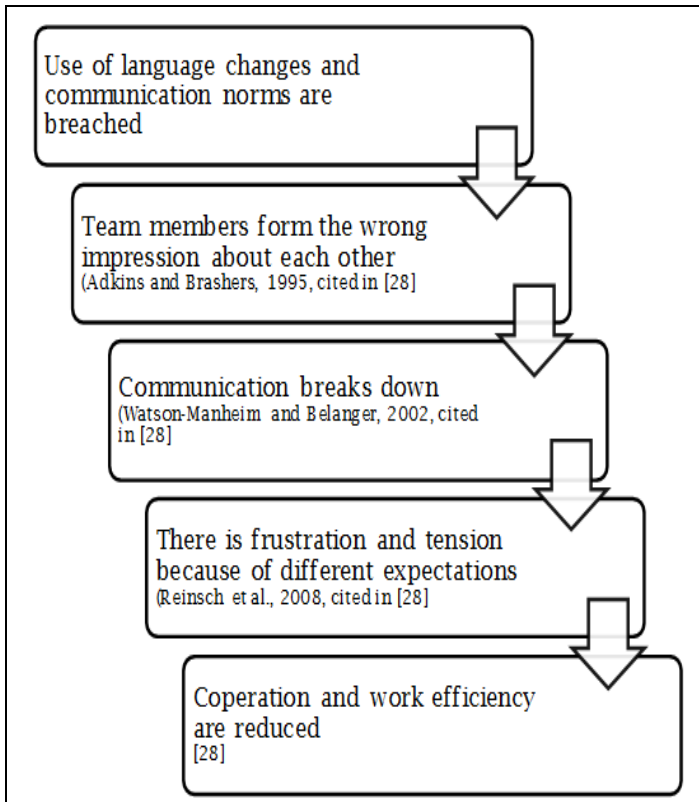 Use of language changes and
communication norms are
breached
Team members form the wrong
impression about each other
(Adkins and Brashers, 1995, cited in [28]
Communication breaks down
(Watson-Manheim and Belanger, 2002, cited
in [28]
There is frustration and tension
because of different expectations
(Reinsch et al., 2008, cited in [28]
Coperation and work efficiency
are reduced
[28]